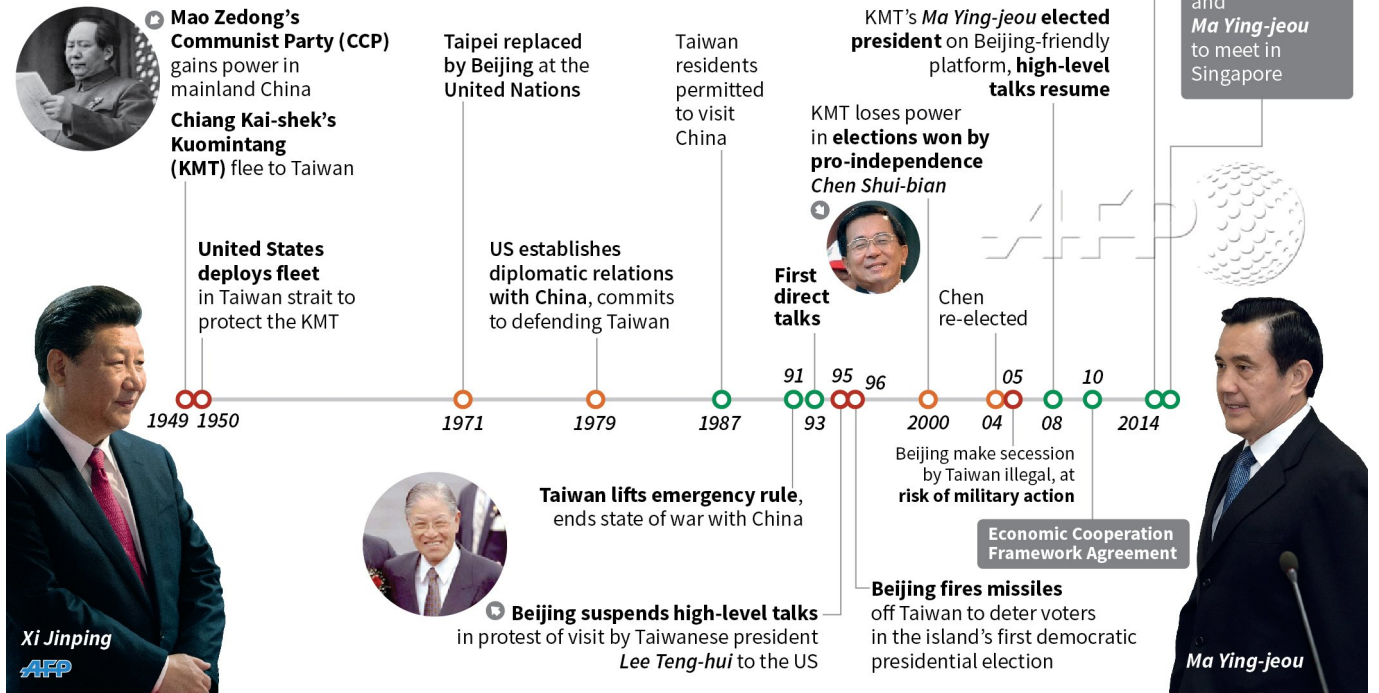 Mao Zedong's
Communist Party (CCP)
gains power in
mainland China
Chiang Kai-shek's
Kuomintang
(KMT) flee to Taiwan
United States
deploys fleet
in Taiwan strait to
protect the KMT
Taipei replaced
by Beijing at the
United Nations
US establishes
diplomatic relations
with China, commits
to defending Taiwan
Taiwan
residents
permitted
to visit
China
First
direct
talks
KMT loses power
in elections won by
pro-independence
Chen Shui-bian
Chen
re-elected
KMT's Ma Ying-jeou elected
president on Beijing-friendly
platform, high-level
talks resume
and
Ma Ying-jeou
to meet in
Singapore
AFP
1949
1950
1971
1979
1987
91
93
95
96
2000
04
05
08
10
2014
Taiwan lifts emergency rule,
ends state of war with China
Beijing suspends high-level talks
in protest of visit by Taiwanese president
Lee Teng-hui to the US
Beijing fires missiles
off Taiwan to deter voters
in the island's first democratic
presidential election
Beijing make secession
by Taiwan illegal, at
risk of military action
Economic Cooperation
Framework Agreement
Xi Jinping
AFP
Ma Ying-jeou